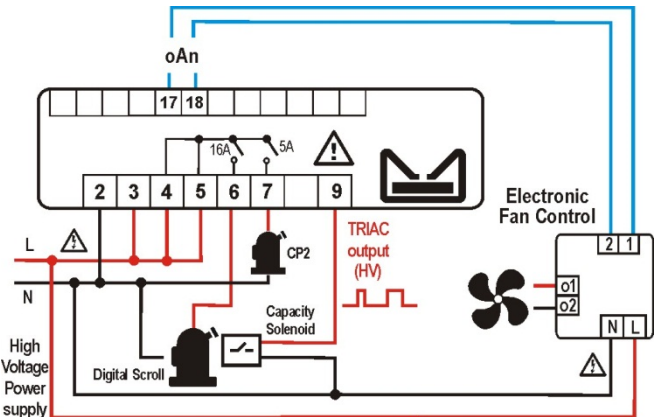 oAn
17 18
16A 5A
2 3 4 5 6 7 9
Electronic
Fan Control
2 1
L
N
CP2
TRIAC
output
(HV)
o1
o2
N L
Capacity
Solenoid
High
Voltage
Power
supply
Digital Scroll